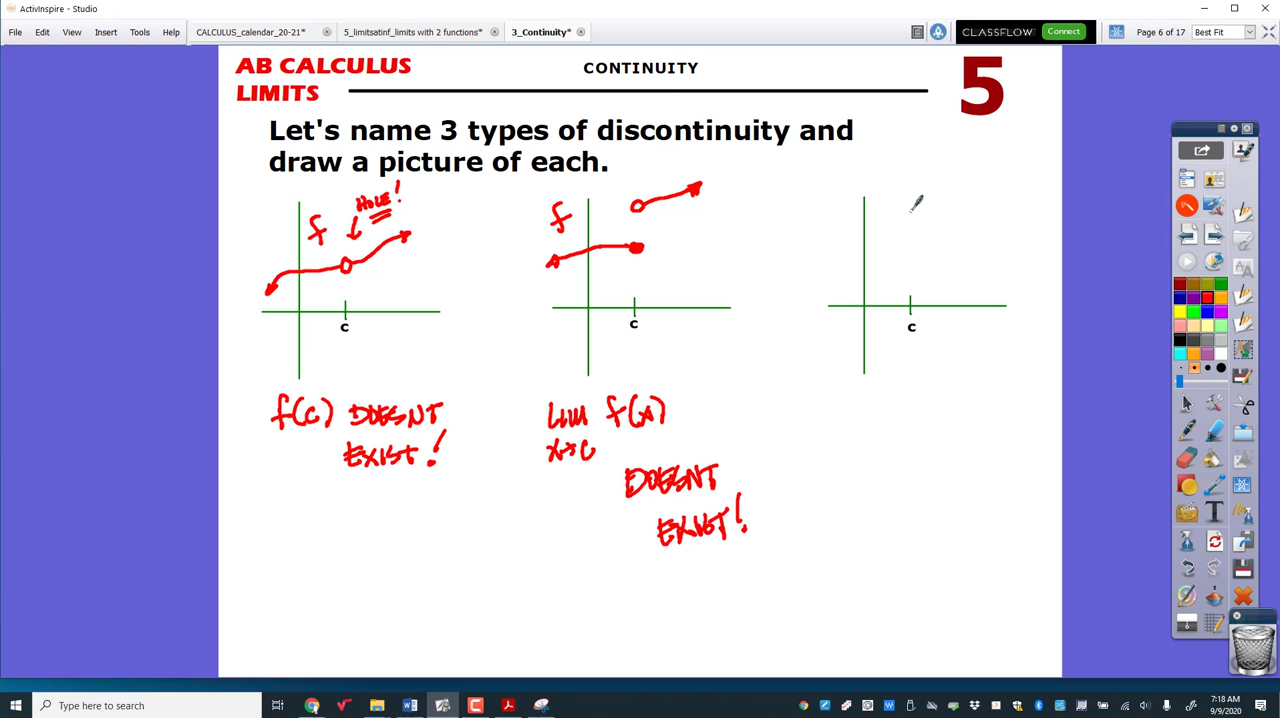 ActivInspire - Studio
File Edit View Insert Tools Help
CALCULUS_calendar_20-21*
5_limitsatinf_limits with 2 functions*
3_Continuity*
CLASSFLOW Connect
Page 6 of 17
Best Fit
AB CALCULUS
LIMITS
CONTINUITY
5
Let's name 3 types of discontinuity and
draw a picture of each.
f
HOLE!
c
f
c
c
f(c) DOESNT
EXIST!
LIM f(x)
x→c
DOESNT
EXIST!
Type here to search
7:18 AM
9/9/2020